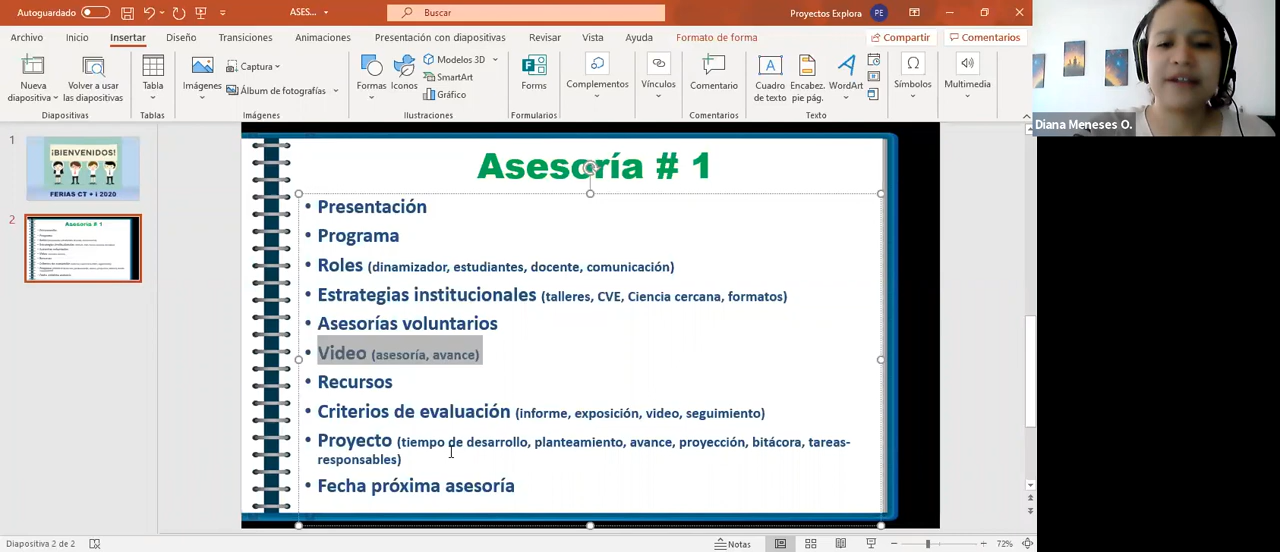 Autoguardado
ASES...
Buscar
Proyectos Explora
PE
Archivo
Inicio
Insertar
Diseño
Transiciones
Animaciones
Presentación con diapositivas
Revisar
Vista
Ayuda
Formato de forma
Compartir
Comentarios
Nueva
diapositiva
Volver a usar
las diapositivas
Tabla
Imágenes
Captura
Álbum de fotografías
Formas
Iconos
Modelos 3D
SmartArt
Gráfico
Forms
Complementos
Vínculos
Comentario
Cuadro
de texto
Encabez.
pie pág.
WordArt
Símbolos
Multimedia
Diapositivas
Tablas
Imágenes
Ilustraciones
Formularios
Comentarios
Texto
Diana Meneses O.
1
¡BIENVENIDOS!
FERIAS CT + i 2020
2
Asesoría # 1
• Presentación
• Programa
• Roles (dinamizador, estudiantes, docente, comunicación)
• Estrategias institucionales (talleres, CVE, Ciencia cercana, formatos)
• Asesorías voluntarios
• Video (asesoría, avance)
• Recursos
• Criterios de evaluación (informe, exposición, video, seguimiento)
• Proyecto (tiempo de desarrollo, planteamiento, avance, proyección, bitácora, tareas-
responsables)
• Fecha próxima asesoría
Diapositiva 2 de 2
Notas
72%